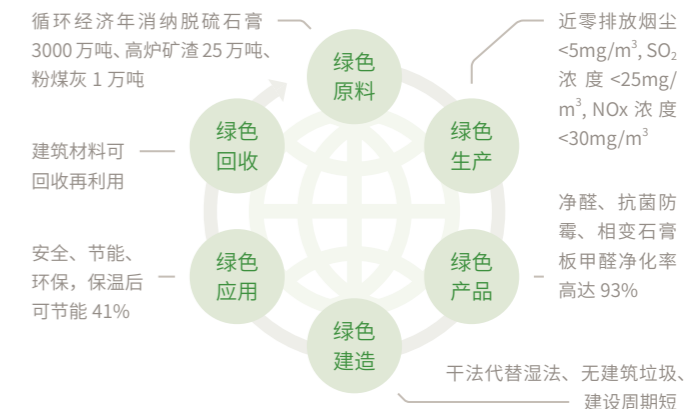 循环经济年消纳脱硫石膏
3000万吨、高炉矿渣25万吨、
粉煤灰 1 万吨
绿色
原料
近零排放烟尘
<5mg/m³, SO₂
浓度<25mg/
m³, NOx 浓度
<30mg/m³
绿色
生产
净醛、抗菌防
霉、相变石膏
板甲醛净化率
高达 93%
绿色
产品
干法代替湿法、无建筑垃圾、
建设周期短
绿色
建造
安全、节能、
环保，保温后
可节能 41%
绿色
应用
建筑材料可
回收再利用
绿色
回收